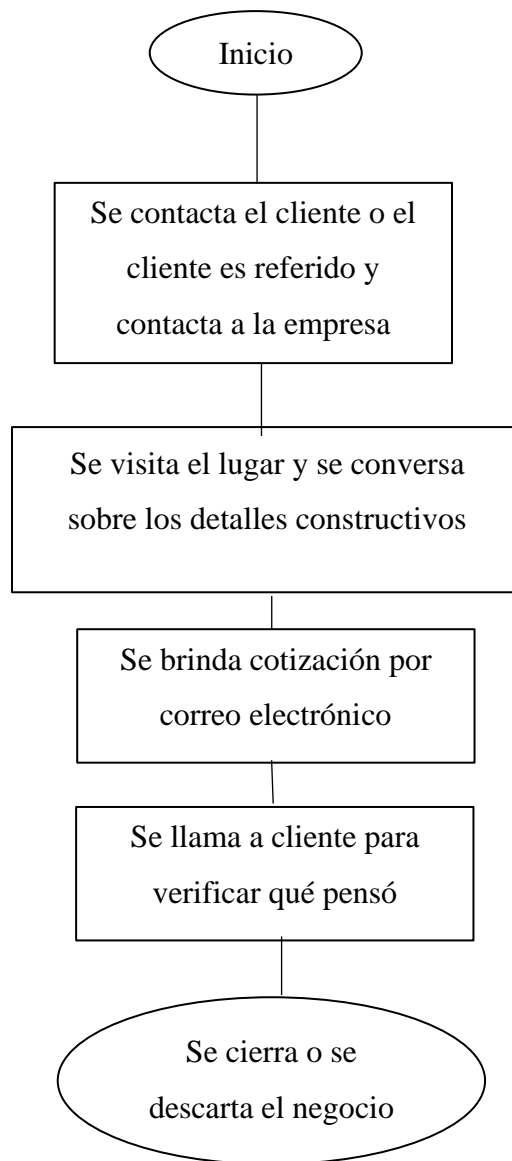 Inicio
Se contacta el cliente o el
cliente es referido y
contacta a la empresa
Se visita el lugar y se conversa
sobre los detalles constructivos
Se brinda cotización por
correo electrónico
Se llama a cliente para
verificar qué pensó
Se cierra o se
descarta el negocio